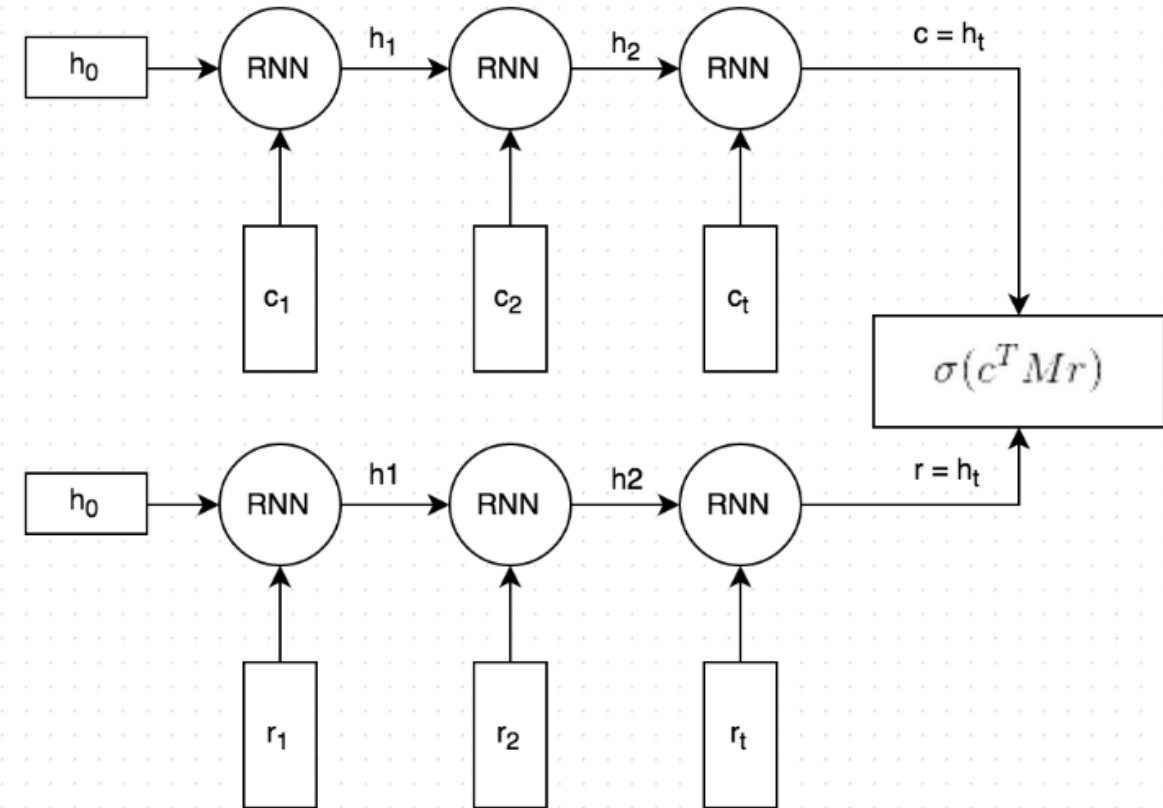 h₀
RNN
h₁
RNN
h₂
RNN
c = hₜ
c₁
c₂
cₜ
σ(cᵀMr)
h₀
RNN
h1
RNN
h2
RNN
r = hₜ
r₁
r₂
rₜ